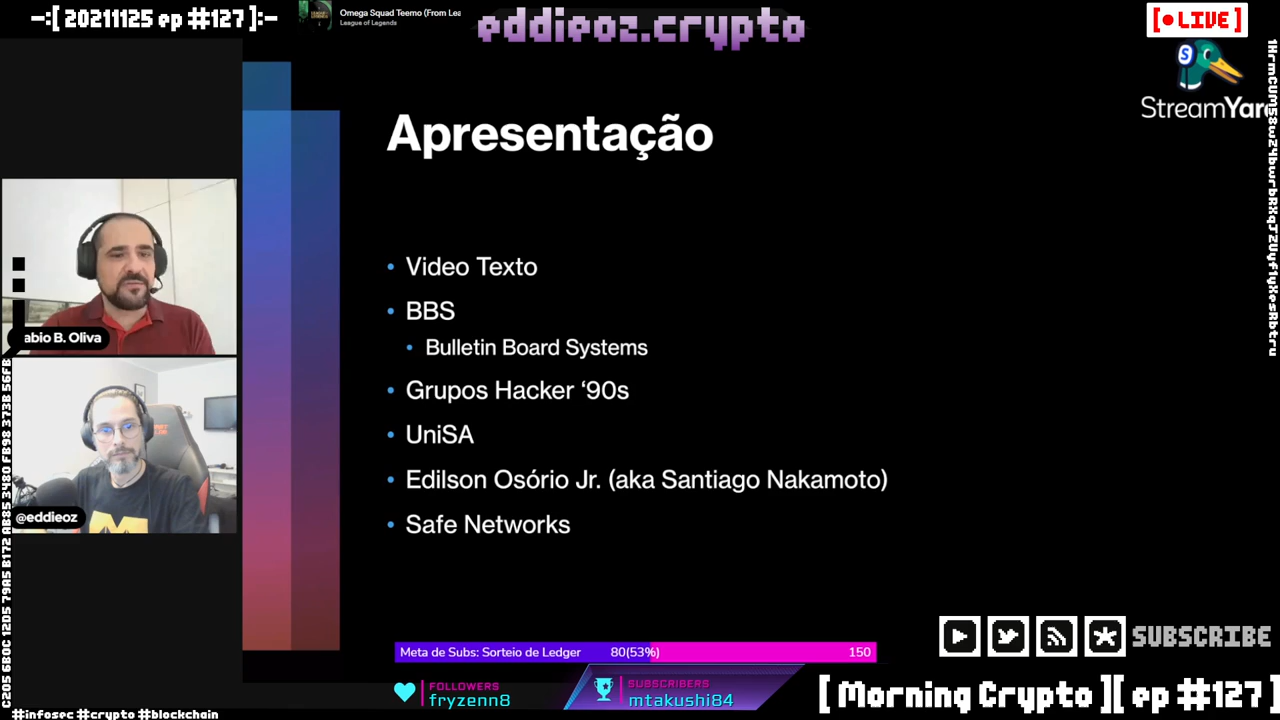 -:[ 20211125 ep #127 ]:-
Omega Squad Teemo (From Lea
League of Legends
eddieoz.crypto
[•LIVE]
StreamYard
Apresentação
• Video Texto
• BBS
• Bulletin Board Systems
• Grupos Hacker ‘90s
• UniSA
• Edilson Osório Jr. (aka Santiago Nakamoto)
• Safe Networks
abio B. Oliva
@eddieoz
Meta de Subs: Sorteio de Ledger 80(53%) 150
FOLLOWERS
fryzenn8
SUBSCRIBERS
mtakushi84
SUBSCRIBE
[ Morning Crypto ][ ep #127 ]
#infosec #crypto #blockchain